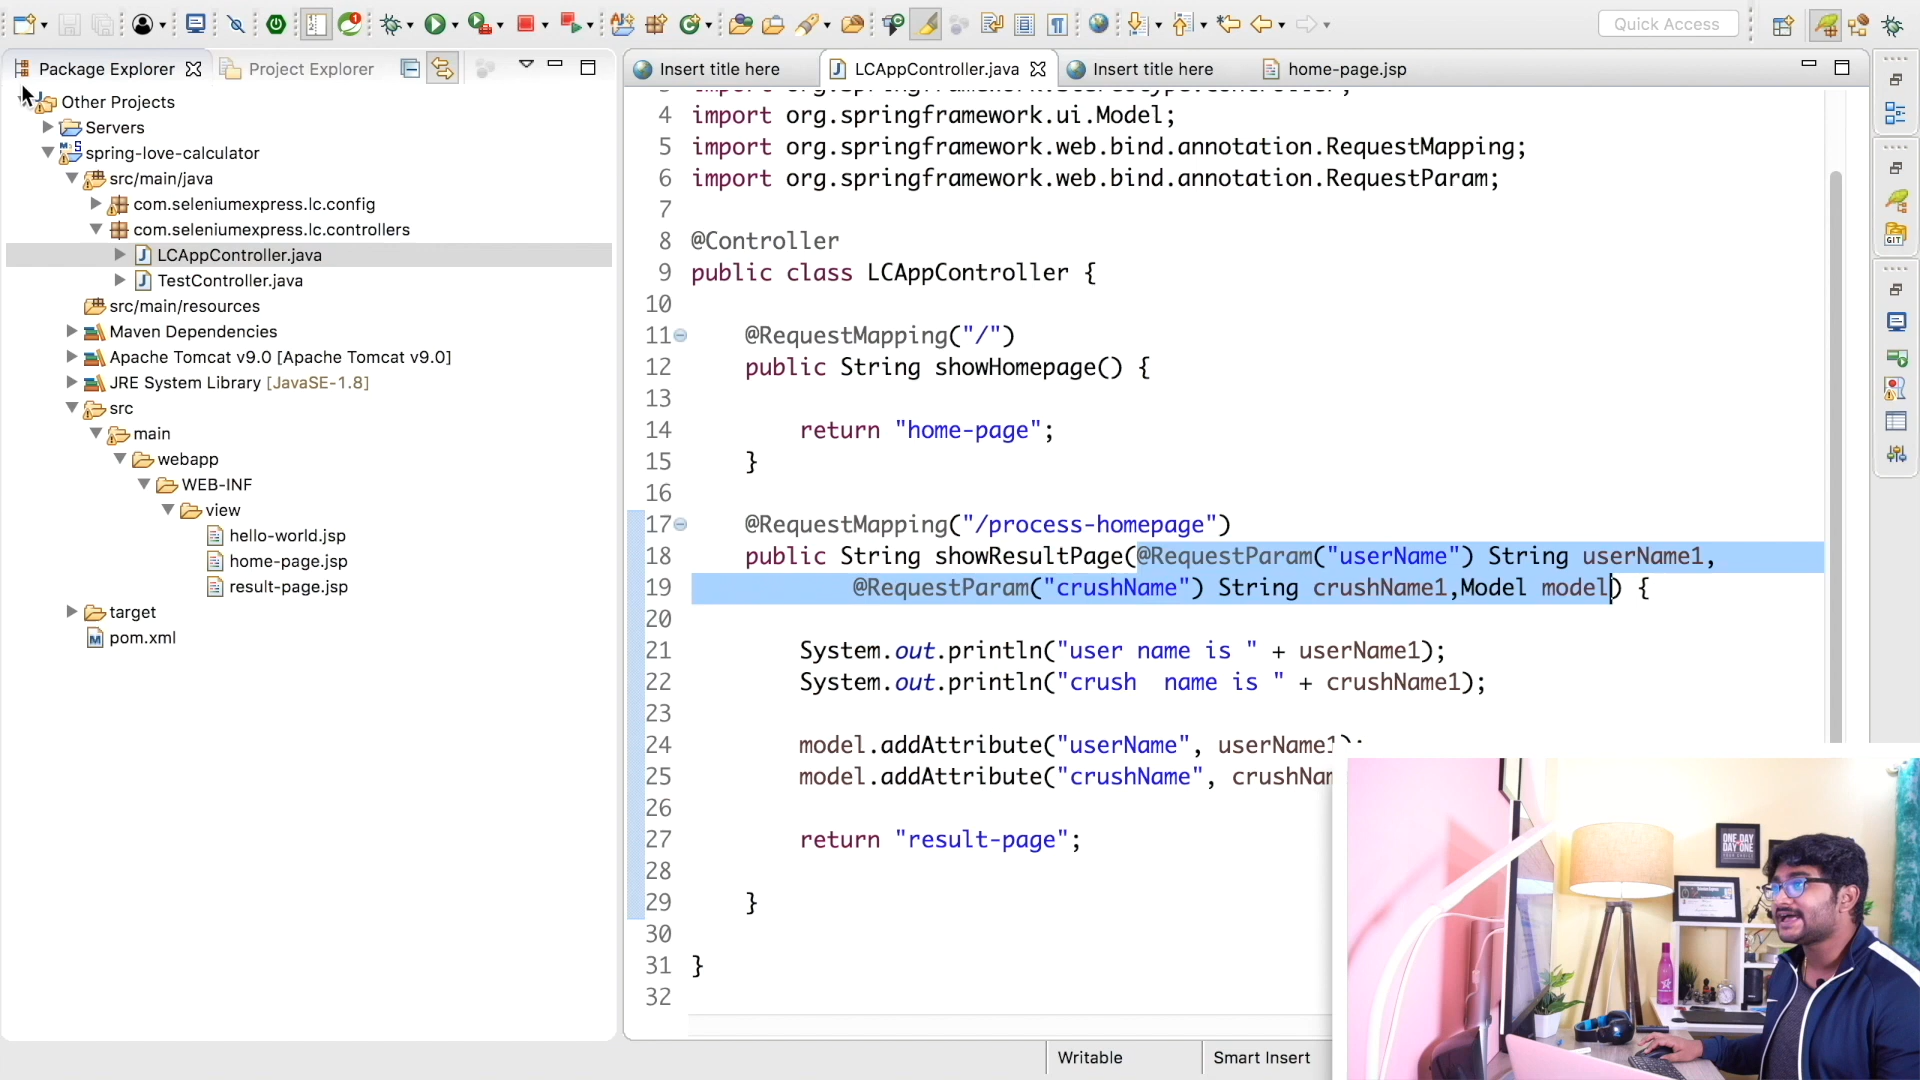 Quick Access
Package Explorer
Project Explorer
Other Projects
Servers
spring-love-calculator
src/main/java
com.seleniumexpress.lc.config
com.seleniumexpress.lc.controllers
LCAppController.java
TestController.java
src/main/resources
Maven Dependencies
Apache Tomcat v9.0 [Apache Tomcat v9.0]
JRE System Library [JavaSE-1.8]
src
main
webapp
WEB-INF
view
hello-world.jsp
home-page.jsp
result-page.jsp
target
pom.xml
Insert title here
LCAppController.java
Insert title here
home-page.jsp
4 import org.springframework.ui.Model;
5 import org.springframework.web.bind.annotation.RequestMapping;
6 import org.springframework.web.bind.annotation.RequestParam;
7
8 @Controller
9 public class LCAppController {
10
11 @RequestMapping("/")
12 public String showHomepage() {
13
14 return "home-page";
15 }
16
17 @RequestMapping("/process-homepage")
18 public String showResultPage(@RequestParam("userName") String userName1,
19 @RequestParam("crushName") String crushName1,Model model) {
20
21 System.out.println("user name is " + userName1);
22 System.out.println("crush  name is " + crushName1);
23
24 model.addAttribute("userName", userName1);
25 model.addAttribute("crushName", crushNam
26
27 return "result-page";
28
29 }
30
31 }
32
Writable
Smart Insert
ONE DAY
DAY ONE